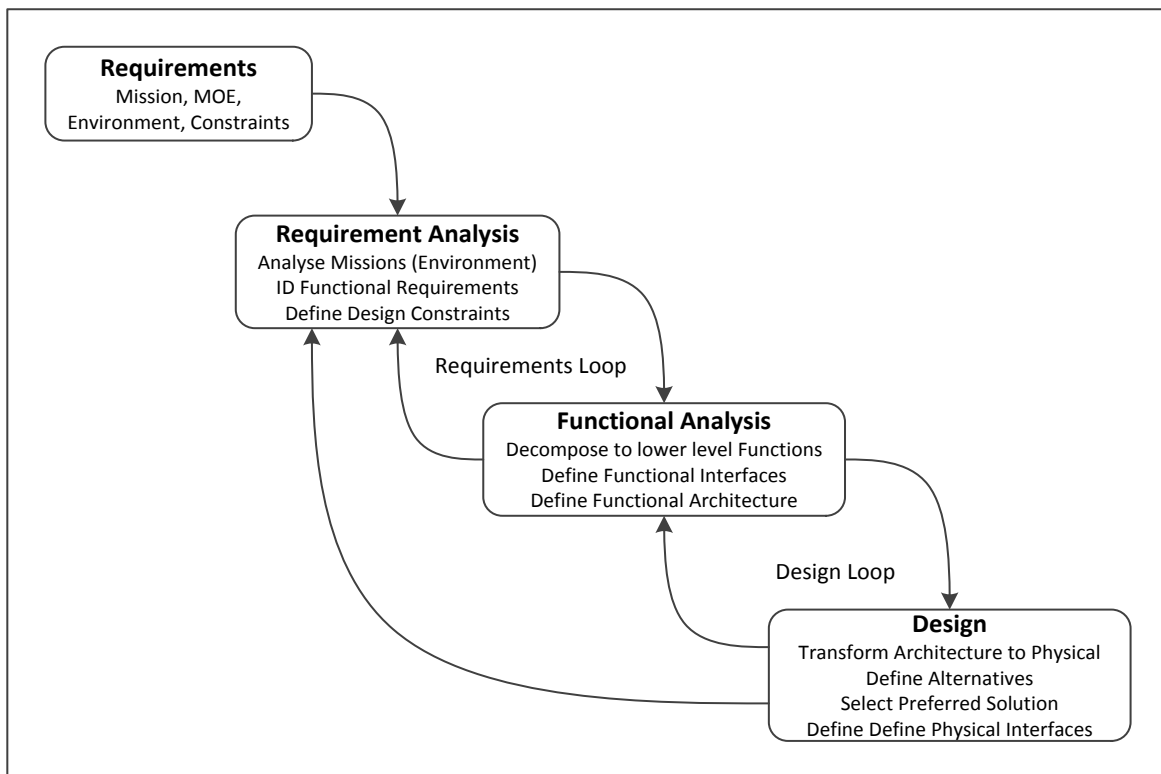 Requirements
Mission, MOE,
Environment, Constraints
Requirement Analysis
Analyse Missions (Environment)
ID Functional Requirements
Define Design Constraints
Requirements Loop
Functional Analysis
Decompose to lower level Functions
Define Functional Interfaces
Define Functional Architecture
Design Loop
Design
Transform Architecture to Physical
Define Alternatives
Select Preferred Solution
Define Define Physical Interfaces